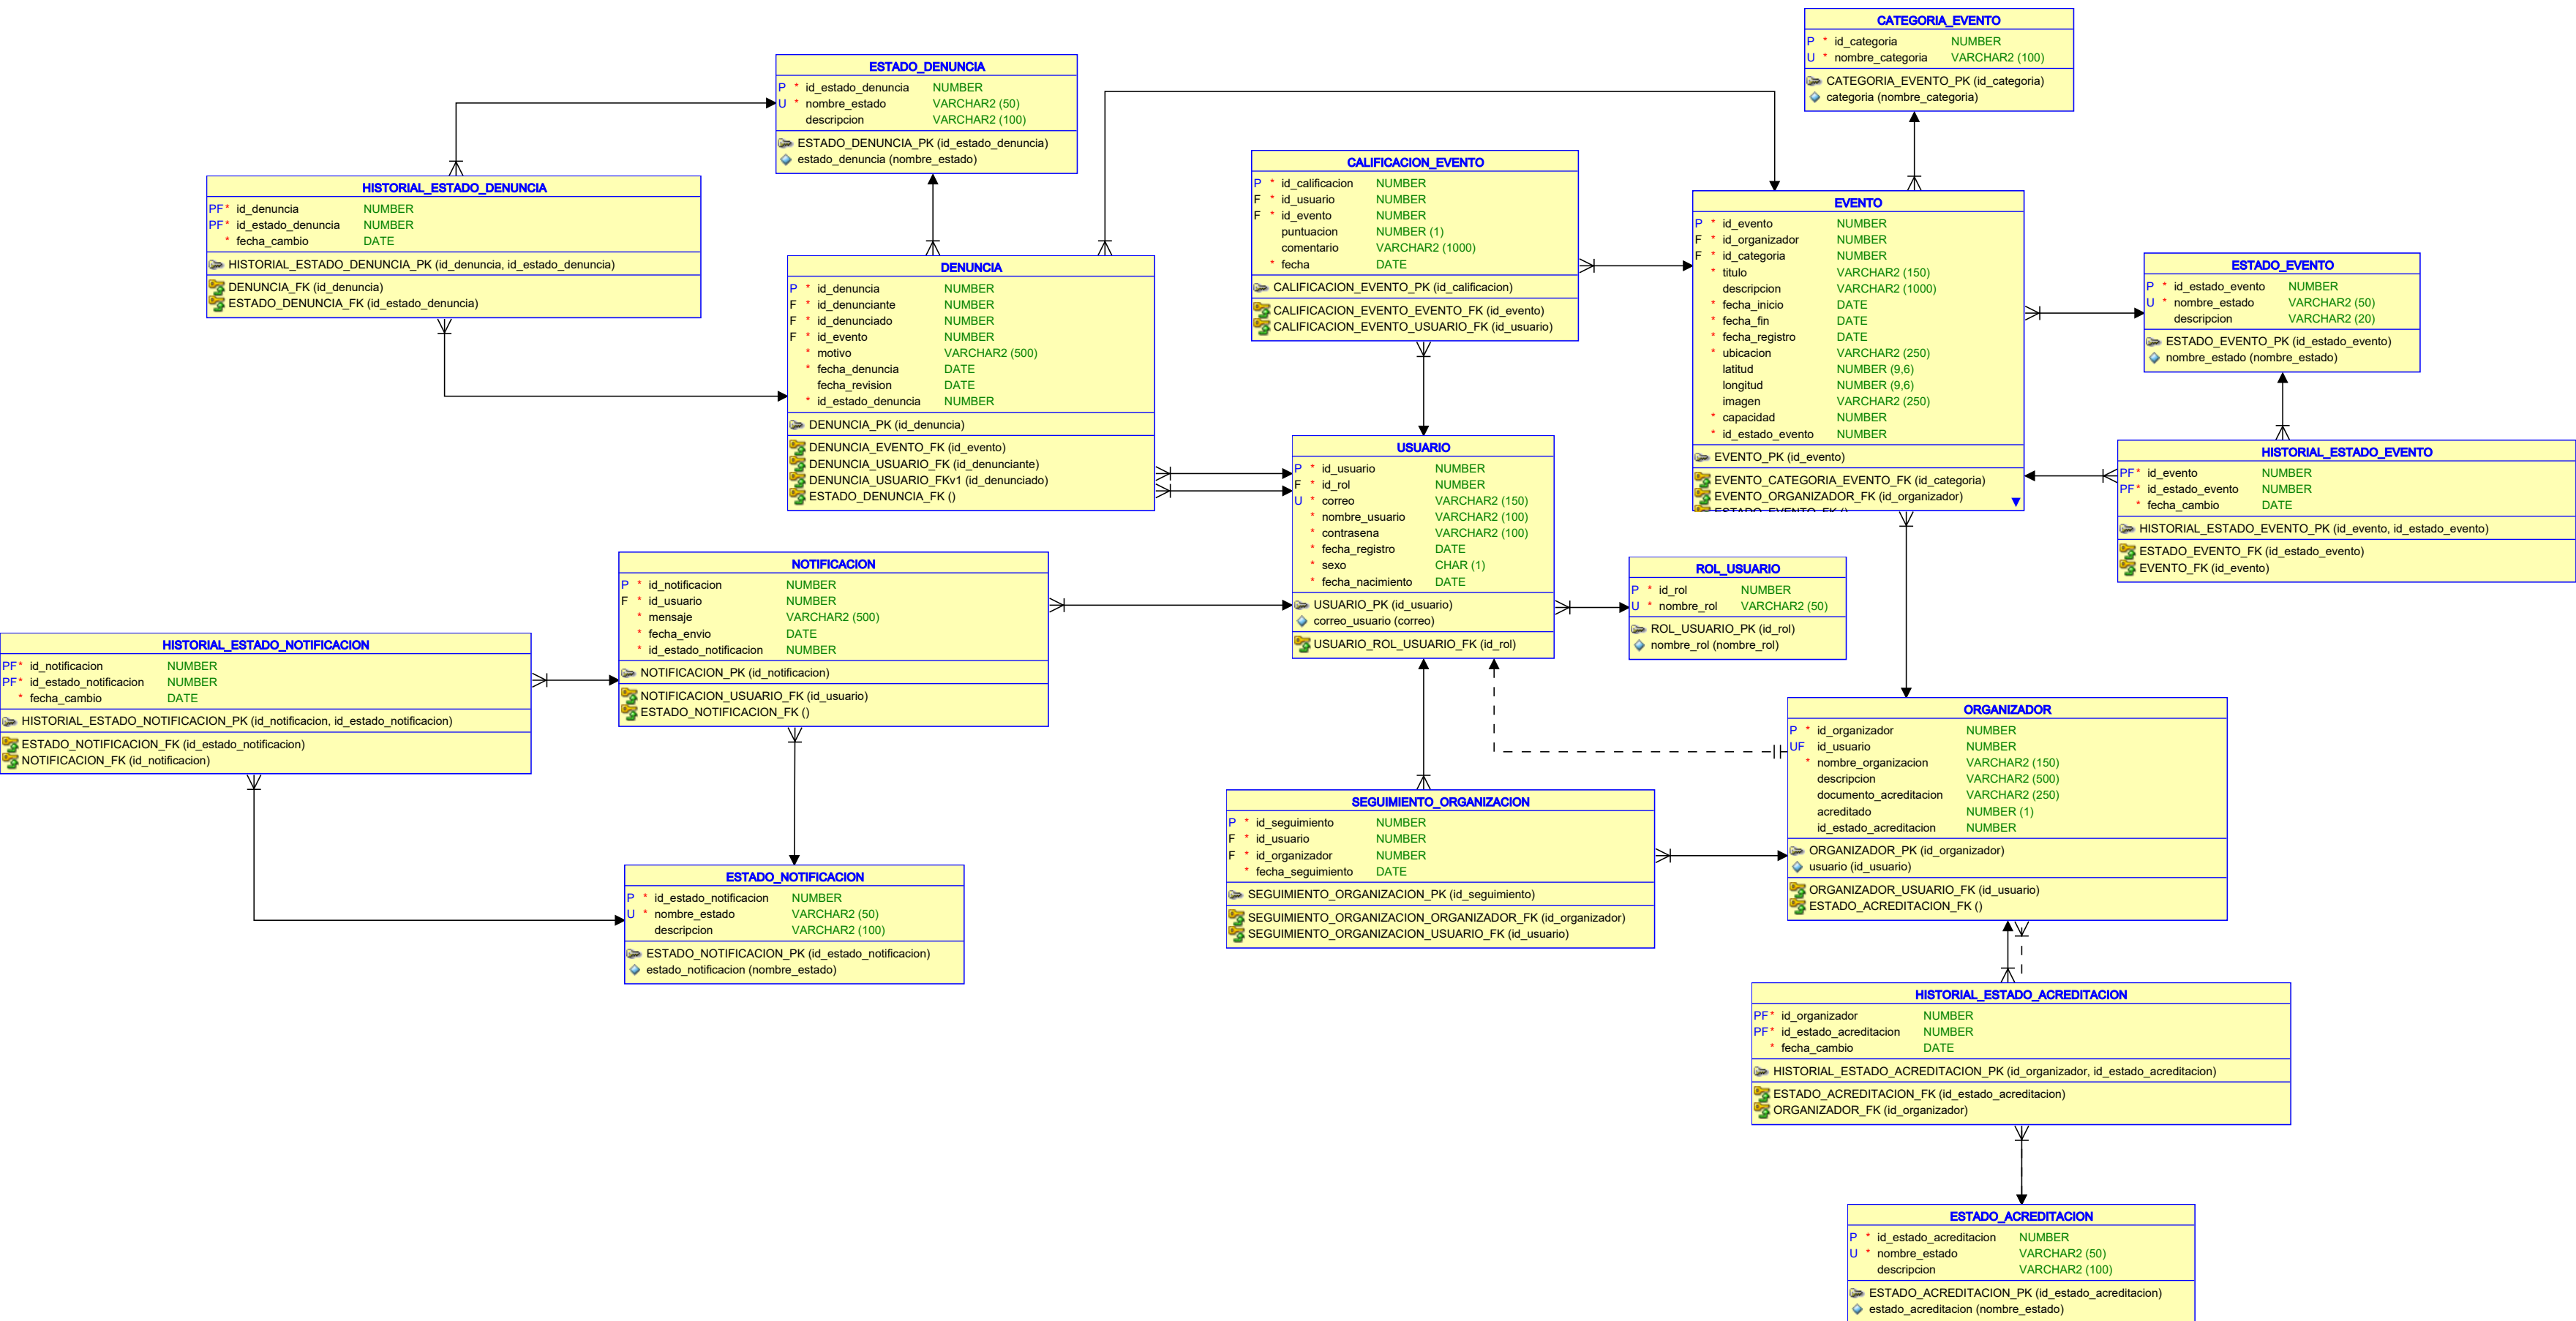 CATEGORIA_EVENTO
P * id_categoria NUMBER
U * nombre_categoria VARCHAR2 (100)
CATEGORIA_EVENTO_PK (id_categoria)
categoria (nombre_categoria)
ESTADO_DENUNCIA
P * id_estado_denuncia NUMBER
U * nombre_estado VARCHAR2 (50)
descripcion VARCHAR2 (100)
ESTADO_DENUNCIA_PK (id_estado_denuncia)
estado_denuncia (nombre_estado)
HISTORIAL_ESTADO_DENUNCIA
PF* id_denuncia NUMBER
PF* id_estado_denuncia NUMBER
* fecha_cambio DATE
HISTORIAL_ESTADO_DENUNCIA_PK (id_denuncia, id_estado_denuncia)
DENUNCIA_FK (id_denuncia)
ESTADO_DENUNCIA_FK (id_estado_denuncia)
CALIFICACION_EVENTO
P * id_calificacion NUMBER
F * id_usuario NUMBER
F * id_evento NUMBER
puntuacion NUMBER (1)
comentario VARCHAR2 (1000)
* fecha DATE
CALIFICACION_EVENTO_PK (id_calificacion)
CALIFICACION_EVENTO_EVENTO_FK (id_evento)
CALIFICACION_EVENTO_USUARIO_FK (id_usuario)
EVENTO
P * id_evento NUMBER
F * id_organizador NUMBER
F * id_categoria NUMBER
* titulo VARCHAR2 (150)
descripcion VARCHAR2 (1000)
* fecha_inicio DATE
* fecha_fin DATE
* fecha_registro DATE
* ubicacion VARCHAR2 (250)
latitud NUMBER (9,6)
longitud NUMBER (9,6)
imagen VARCHAR2 (250)
* capacidad NUMBER
* id_estado_evento NUMBER
EVENTO_PK (id_evento)
EVENTO_CATEGORIA_EVENTO_FK (id_categoria)
EVENTO_ORGANIZADOR_FK (id_organizador)
ESTADO_EVENTO_FK ()
ESTADO_EVENTO
P * id_estado_evento NUMBER
U * nombre_estado VARCHAR2 (50)
descripcion VARCHAR2 (20)
ESTADO_EVENTO_PK (id_estado_evento)
nombre_estado (nombre_estado)
DENUNCIA
P * id_denuncia NUMBER
F * id_denunciante NUMBER
F * id_denunciado NUMBER
F * id_evento NUMBER
* motivo VARCHAR2 (500)
* fecha_denuncia DATE
fecha_revision DATE
* id_estado_denuncia NUMBER
DENUNCIA_PK (id_denuncia)
DENUNCIA_EVENTO_FK (id_evento)
DENUNCIA_USUARIO_FK (id_denunciante)
DENUNCIA_USUARIO_FKv1 (id_denunciado)
ESTADO_DENUNCIA_FK ()
USUARIO
P * id_usuario NUMBER
F * id_rol NUMBER
U * correo VARCHAR2 (150)
* nombre_usuario VARCHAR2 (100)
* contrasena VARCHAR2 (100)
* fecha_registro DATE
* sexo CHAR (1)
* fecha_nacimiento DATE
USUARIO_PK (id_usuario)
correo_usuario (correo)
USUARIO_ROL_USUARIO_FK (id_rol)
HISTORIAL_ESTADO_EVENTO
PF* id_evento NUMBER
PF* id_estado_evento NUMBER
* fecha_cambio DATE
HISTORIAL_ESTADO_EVENTO_PK (id_evento, id_estado_evento)
ESTADO_EVENTO_FK (id_estado_evento)
EVENTO_FK (id_evento)
NOTIFICACION
P * id_notificacion NUMBER
F * id_usuario NUMBER
* mensaje VARCHAR2 (500)
* fecha_envio DATE
* id_estado_notificacion NUMBER
NOTIFICACION_PK (id_notificacion)
NOTIFICACION_USUARIO_FK (id_usuario)
ESTADO_NOTIFICACION_FK ()
ROL_USUARIO
P * id_rol NUMBER
U * nombre_rol VARCHAR2 (50)
ROL_USUARIO_PK (id_rol)
nombre_rol (nombre_rol)
HISTORIAL_ESTADO_NOTIFICACION
PF* id_notificacion NUMBER
PF* id_estado_notificacion NUMBER
* fecha_cambio DATE
HISTORIAL_ESTADO_NOTIFICACION_PK (id_notificacion, id_estado_notificacion)
ESTADO_NOTIFICACION_FK (id_estado_notificacion)
NOTIFICACION_FK (id_notificacion)
ORGANIZADOR
P * id_organizador NUMBER
UF id_usuario NUMBER
* nombre_organizacion VARCHAR2 (150)
descripcion VARCHAR2 (500)
documento_acreditacion VARCHAR2 (250)
acreditado NUMBER (1)
id_estado_acreditacion NUMBER
ORGANIZADOR_PK (id_organizador)
usuario (id_usuario)
ORGANIZADOR_USUARIO_FK (id_usuario)
ESTADO_ACREDITACION_FK ()
SEGUIMIENTO_ORGANIZACION
P * id_seguimiento NUMBER
F * id_usuario NUMBER
F * id_organizador NUMBER
* fecha_seguimiento DATE
SEGUIMIENTO_ORGANIZACION_PK (id_seguimiento)
SEGUIMIENTO_ORGANIZACION_ORGANIZADOR_FK (id_organizador)
SEGUIMIENTO_ORGANIZACION_USUARIO_FK (id_usuario)
ESTADO_NOTIFICACION
P * id_estado_notificacion NUMBER
U * nombre_estado VARCHAR2 (50)
descripcion VARCHAR2 (100)
ESTADO_NOTIFICACION_PK (id_estado_notificacion)
estado_notificacion (nombre_estado)
HISTORIAL_ESTADO_ACREDITACION
PF* id_organizador NUMBER
PF* id_estado_acreditacion NUMBER
* fecha_cambio DATE
HISTORIAL_ESTADO_ACREDITACION_PK (id_organizador, id_estado_acreditacion)
ESTADO_ACREDITACION_FK (id_estado_acreditacion)
ORGANIZADOR_FK (id_organizador)
ESTADO_ACREDITACION
P * id_estado_acreditacion NUMBER
U * nombre_estado VARCHAR2 (50)
descripcion VARCHAR2 (100)
ESTADO_ACREDITACION_PK (id_estado_acreditacion)
estado_acreditacion (nombre_estado)